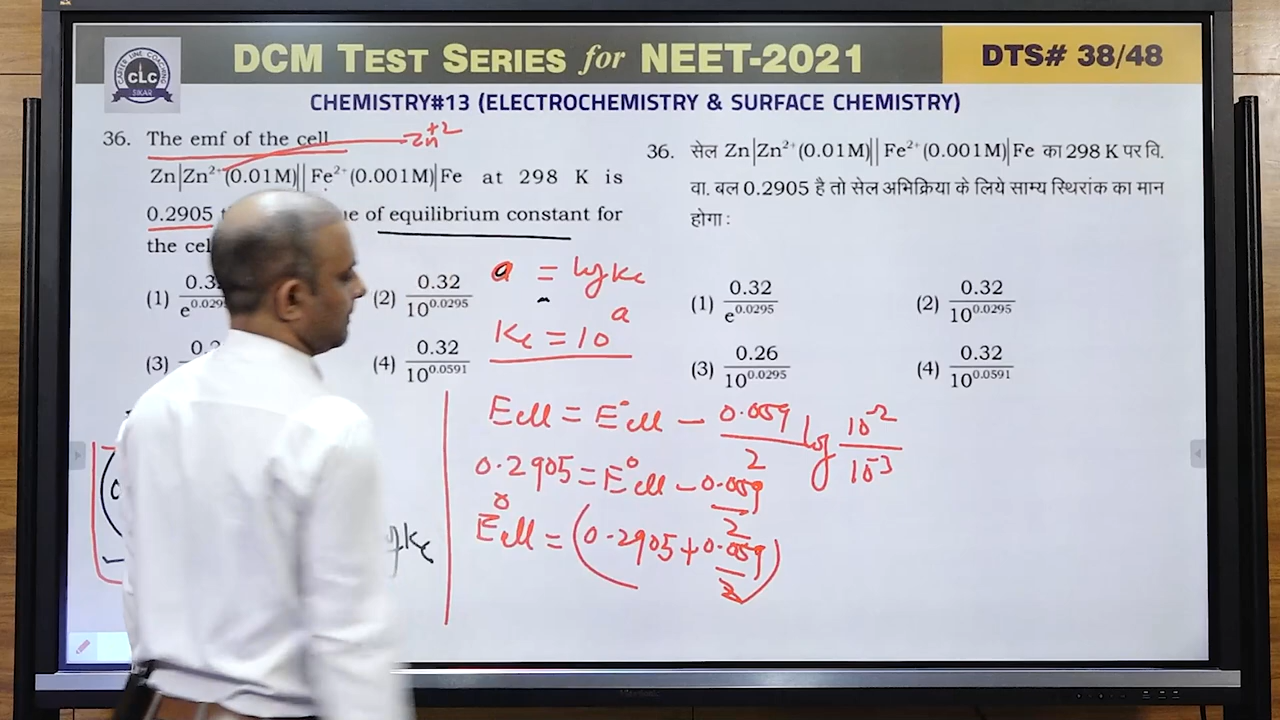 CAREER LINE COACHING
CLC
SIKAR
DCM TEST SERIES for NEET-2021
DTS# 38/48
CHEMISTRY#13 (ELECTROCHEMISTRY & SURFACE CHEMISTRY)
36. The emf of the cell
Zn⁺²
Zn|Zn²⁺(0.01M)||Fe²⁺(0.001M)|Fe at 298 K is
0.2905 of equilibrium constant for
the
(1)
(2) 0.32/10^0.0295
(3)
(4) 0.32/10^0.0591
a = log Kc
Kc = 10^a
Ecell = E°cell − 0.059/2 log 10⁻²/10⁻³
0.2905 = E°cell − 0.059/2
E°cell = (0.2905 + 0.059/2)
Kc
36. सेल Zn|Zn²⁺(0.01M)||Fe²⁺(0.001M)|Fe का 298 K पर वि.
वा. बल 0.2905 है तो सेल अभिक्रिया के लिये साम्य स्थिरांक का मान
होगा :
(1) 0.32/e^0.0295
(2) 0.32/10^0.0295
(3) 0.26/10^0.0295
(4) 0.32/10^0.0591